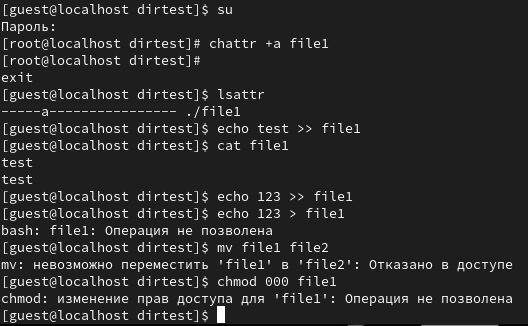 [guest@localhost dirtest]$ su
Пароль:
[root@localhost dirtest]# chattr +a file1
[root@localhost dirtest]#
exit
[guest@localhost dirtest]$ lsattr
-----a---------------- ./file1
[guest@localhost dirtest]$ echo test >> file1
[guest@localhost dirtest]$ cat file1
test
test
[guest@localhost dirtest]$ echo 123 >> file1
[guest@localhost dirtest]$ echo 123 > file1
bash: file1: Операция не позволена
[guest@localhost dirtest]$ mv file1 file2
mv: невозможно переместить 'file1' в 'file2': Отказано в доступе
[guest@localhost dirtest]$ chmod 000 file1
chmod: изменение прав доступа для 'file1': Операция не позволена
[guest@localhost dirtest]$